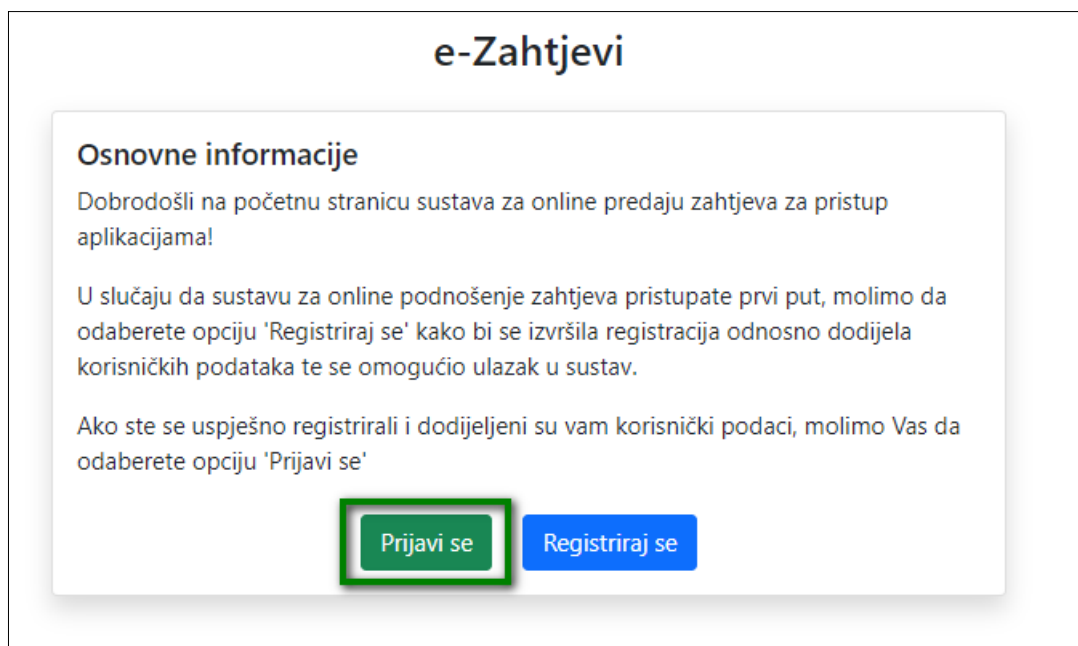 e-Zahtjevi
Osnovne informacije
Dobrodošli na početnu stranicu sustava za online predaju zahtjeva za pristup
aplikacijama!
U slučaju da sustavu za online podnošenje zahtjeva pristupate prvi put, molimo da
odaberete opciju 'Registriraj se' kako bi se izvršila registracija odnosno dodijela
korisničkih podataka te se omogućio ulazak u sustav.
Ako ste se uspješno registrirali i dodijeljeni su vam korisnički podaci, molimo Vas da
odaberete opciju 'Prijavi se'
Prijavi se Registriraj se